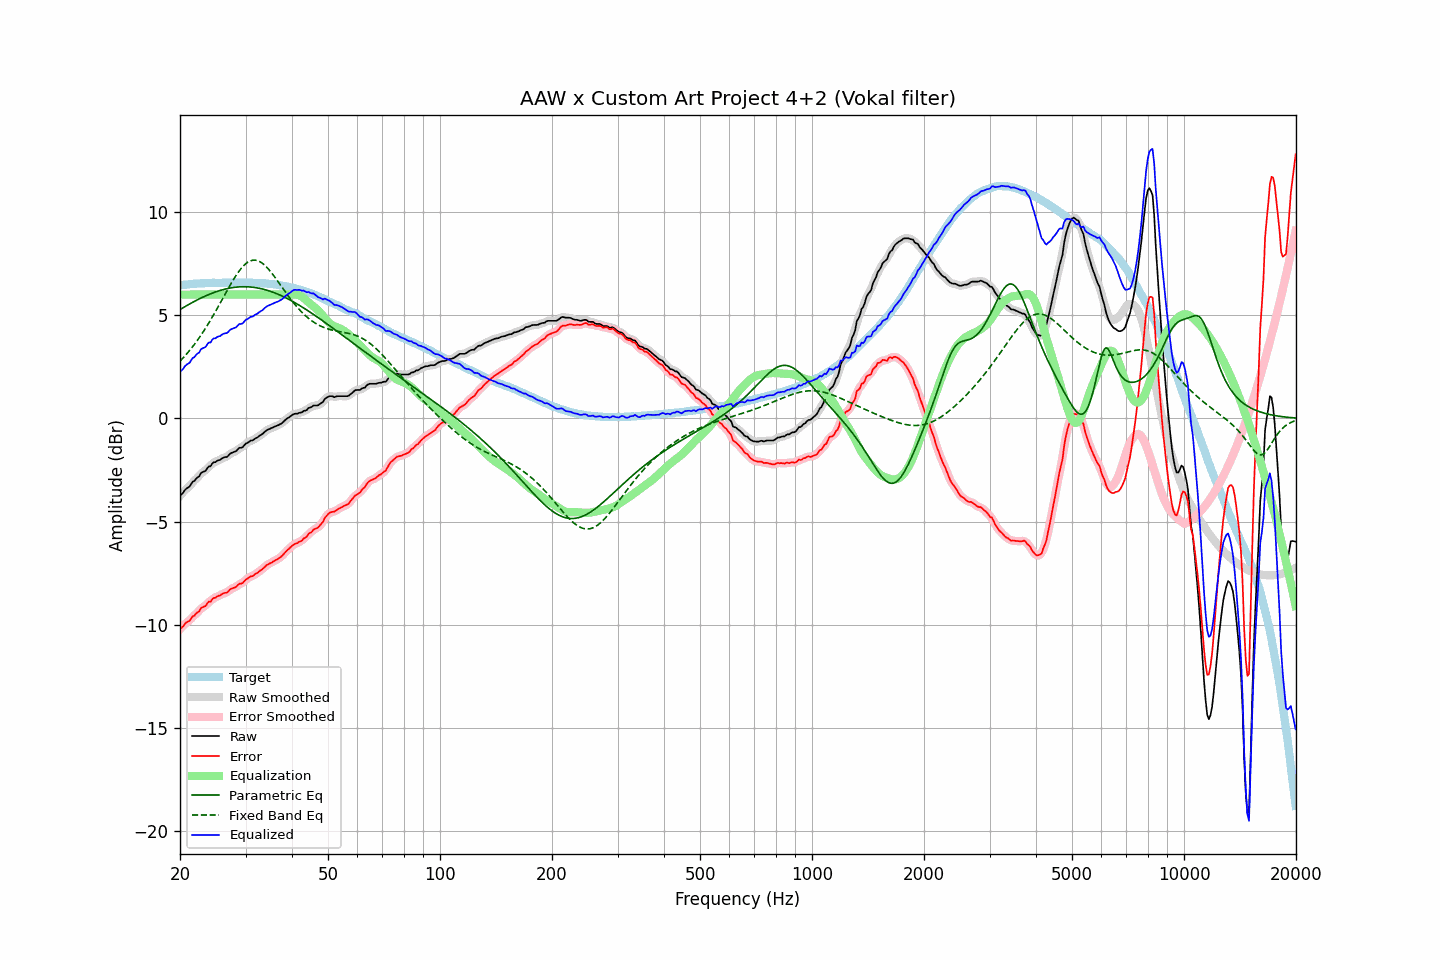 AAW x Custom Art Project 4+2 (Vokal filter)
Amplitude (dBr)
10
5
0
−5
−10
−15
−20
Target
Raw Smoothed
Error Smoothed
Raw
Error
Equalization
Parametric Eq
Fixed Band Eq
Equalized
20 50 100 200 500 1000 2000 5000 10000 20000
Frequency (Hz)